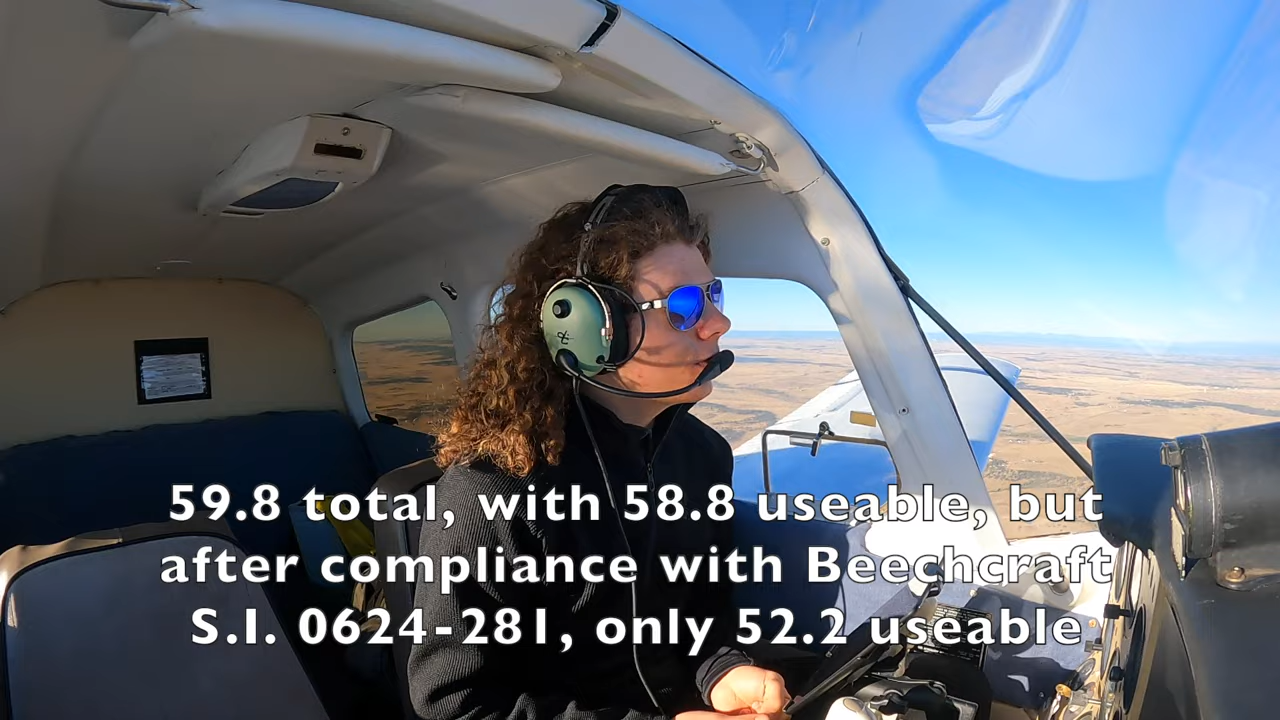 59.8 total, with 58.8 useable, but
after compliance with Beechcraft
S.I. 0624-281, only 52.2 useable